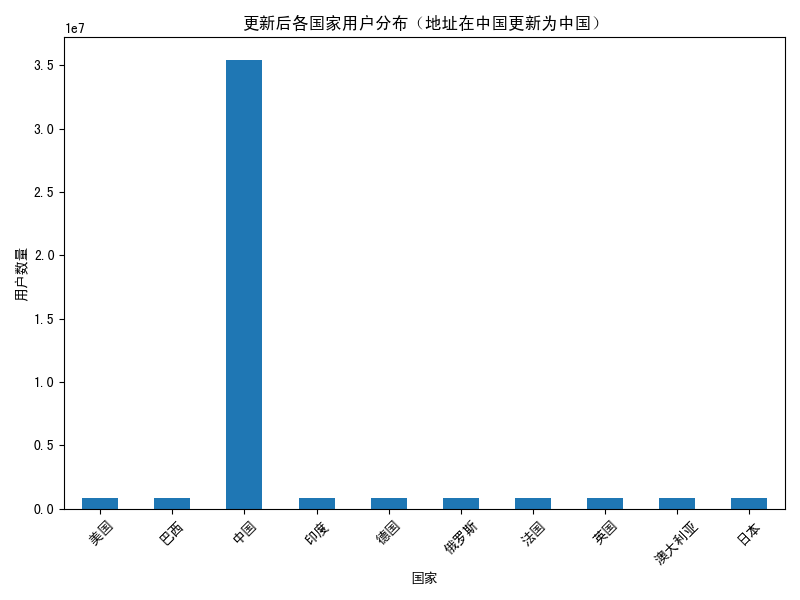 更新后各国家用户分布（地址在中国更新为中国）
1e7
3.5
3.0
2.5
2.0
1.5
1.0
0.5
0.0
用户数量
美国
巴西
中国
印度
德国
俄罗斯
法国
英国
澳大利亚
日本
国家